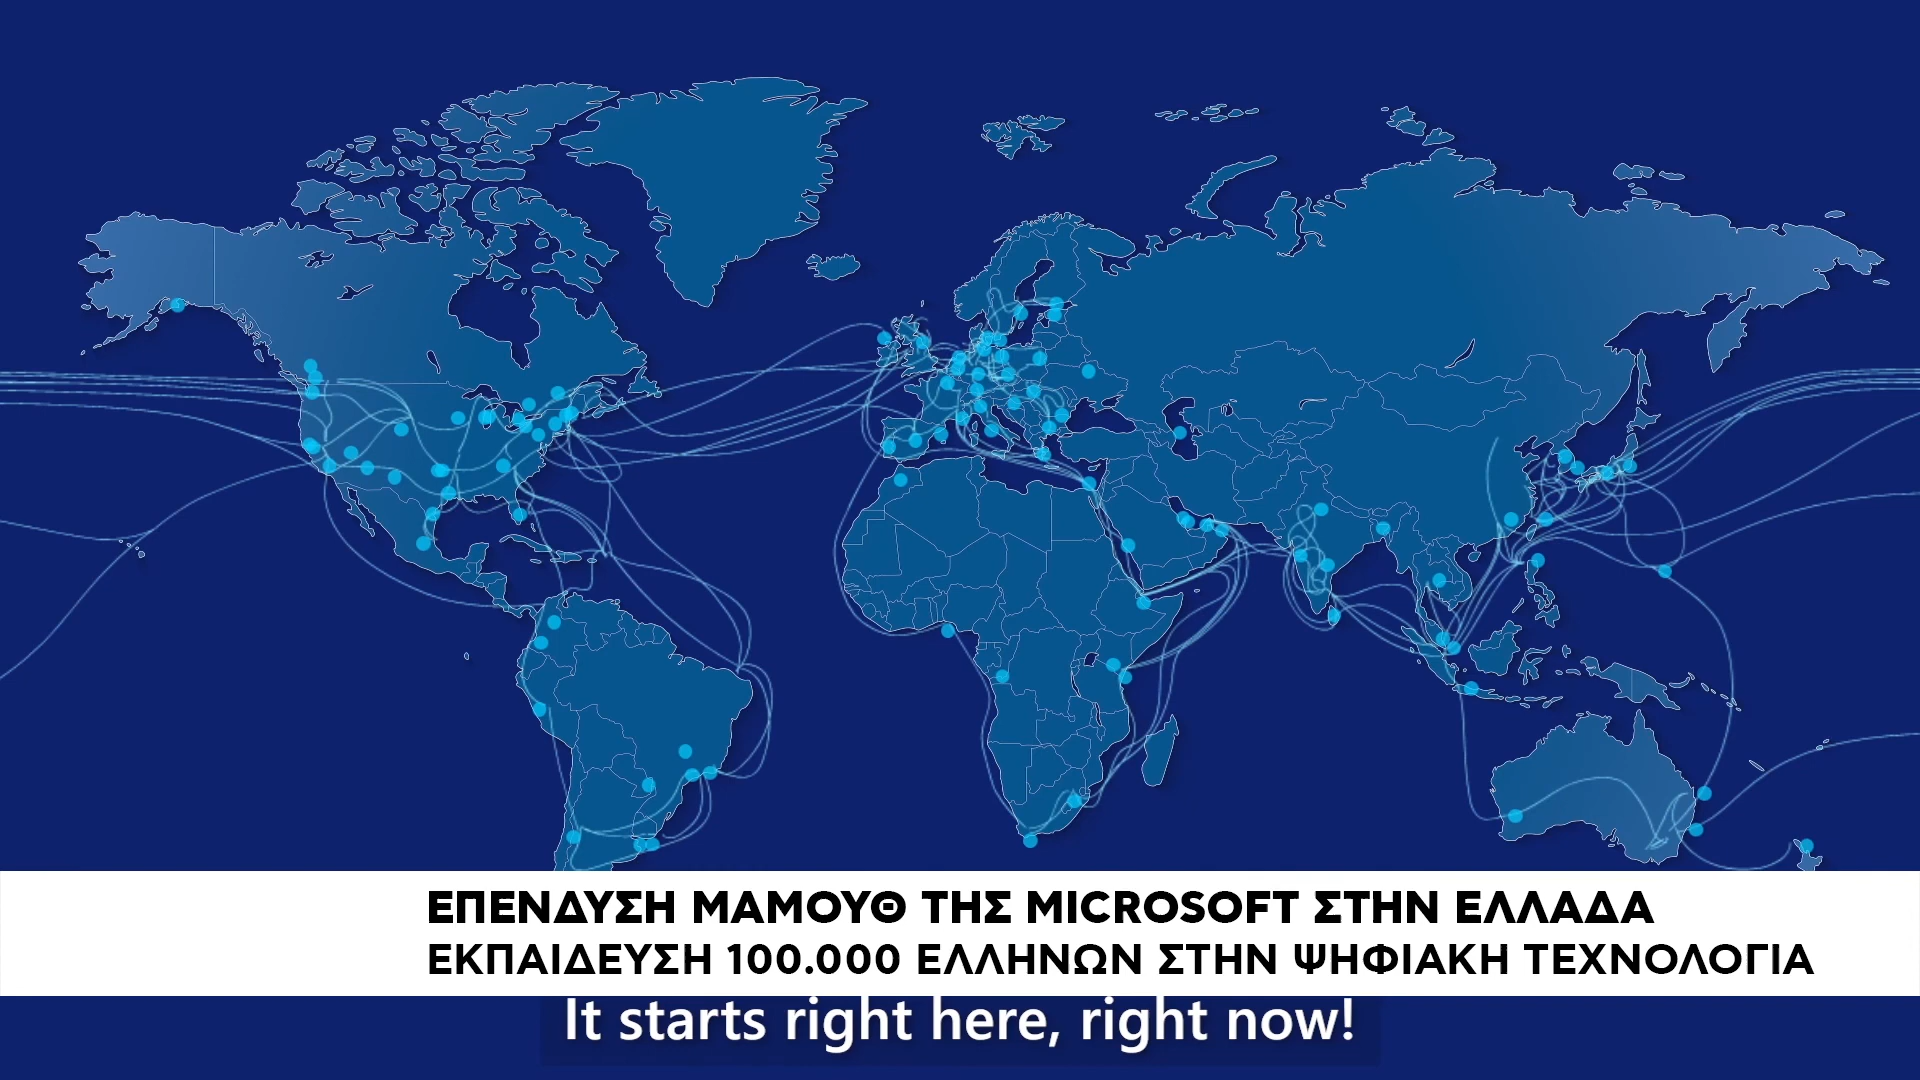 ΕΠΕΝΔΥΣΗ ΜΑΜΟΥΘ ΤΗΣ MICROSOFT ΣΤΗΝ ΕΛΛΑΔΑ
ΕΚΠΑΙΔΕΥΣΗ 100.000 ΕΛΛΗΝΩΝ ΣΤΗΝ ΨΗΦΙΑΚΗ ΤΕΧΝΟΛΟΓΙΑ
It starts right here, right now!